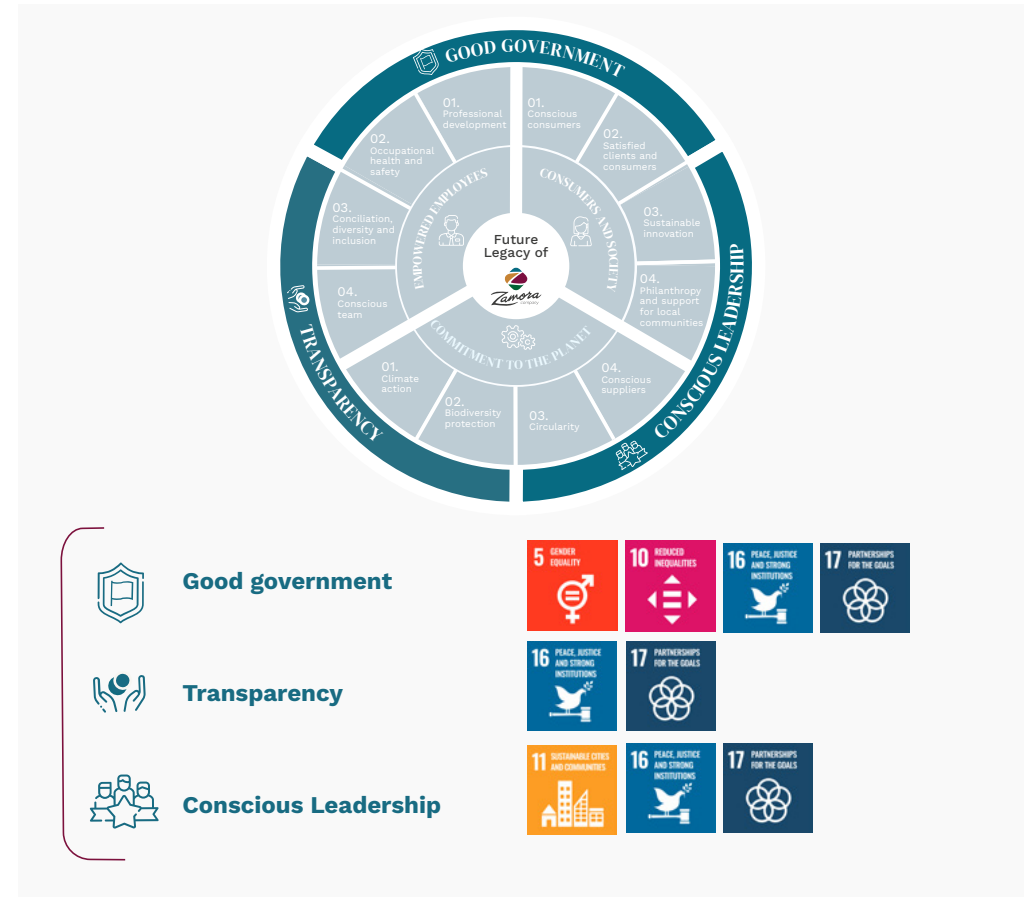 GOOD GOVERNMENT
01.
Professional
development
01.
Conscious
consumers
02.
Occupational
health and
safety
02.
Satisfied
clients and
consumers
EMPOWERED EMPLOYEES
CONSUMERS AND SOCIETY
03.
Conciliation,
diversity and
inclusion
03.
Sustainable
innovation
Future
Legacy of
Zamora
company
04.
Conscious
team
04.
Philanthropy
and support
for local
communities
COMMITMENT TO THE PLANET
01.
Climate
action
02.
Biodiversity
protection
03.
Circularity
04.
Conscious
suppliers
TRANSPARENCY
CONSCIOUS LEADERSHIP
Good government
5 GENDER
EQUALITY
10 REDUCED
INEQUALITIES
16 PEACE, JUSTICE
AND STRONG
INSTITUTIONS
17 PARTNERSHIPS
FOR THE GOALS
Transparency
16 PEACE, JUSTICE
AND STRONG
INSTITUTIONS
17 PARTNERSHIPS
FOR THE GOALS
Conscious Leadership
11 SUSTAINABLE CITIES
AND COMMUNITIES
16 PEACE, JUSTICE
AND STRONG
INSTITUTIONS
17 PARTNERSHIPS
FOR THE GOALS